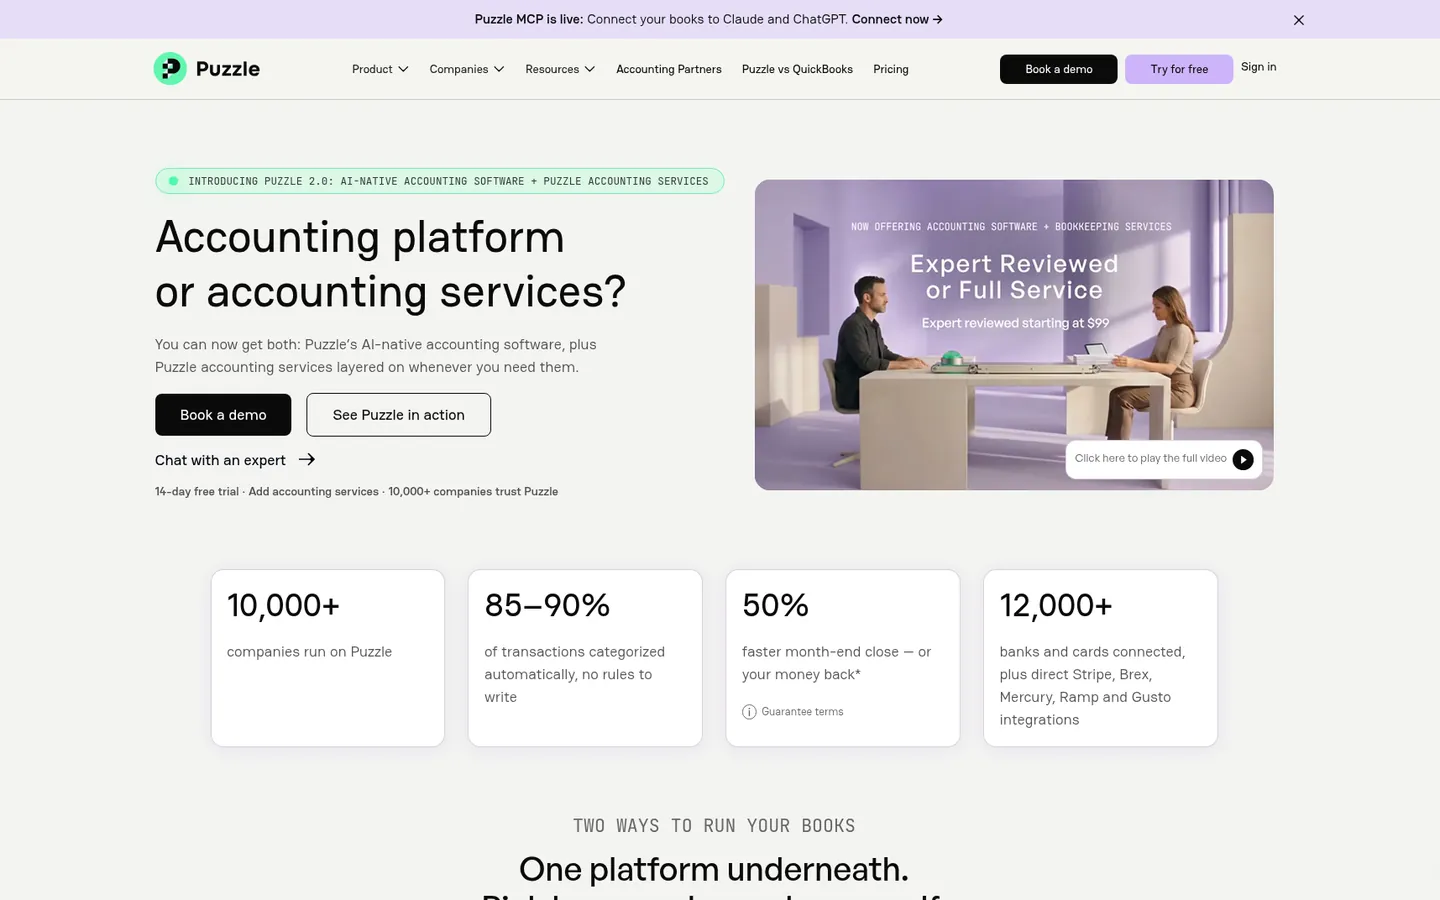 Puzzle MCP is live: Connect your books to Claude and ChatGPT. Connect now →
Puzzle
Product
Companies
Resources
Accounting Partners
Puzzle vs QuickBooks
Pricing
Book a demo
Try for free
Sign in
INTRODUCING PUZZLE 2.0: AI-NATIVE ACCOUNTING SOFTWARE + PUZZLE ACCOUNTING SERVICES
Accounting platform
or accounting services?
You can now get both: Puzzle's AI-native accounting software, plus
Puzzle accounting services layered on whenever you need them.
Book a demo
See Puzzle in action
Chat with an expert →
14-day free trial · Add accounting services · 10,000+ companies trust Puzzle
NOW OFFERING ACCOUNTING SOFTWARE + BOOKKEEPING SERVICES
Expert Reviewed
or Full Service
Expert reviewed starting at $99
Click here to play the full video
10,000+
companies run on Puzzle
85–90%
of transactions categorized
automatically, no rules to
write
50%
faster month-end close — or
your money back*
Guarantee terms
12,000+
banks and cards connected,
plus direct Stripe, Brex,
Mercury, Ramp and Gusto
integrations
TWO WAYS TO RUN YOUR BOOKS
One platform underneath.